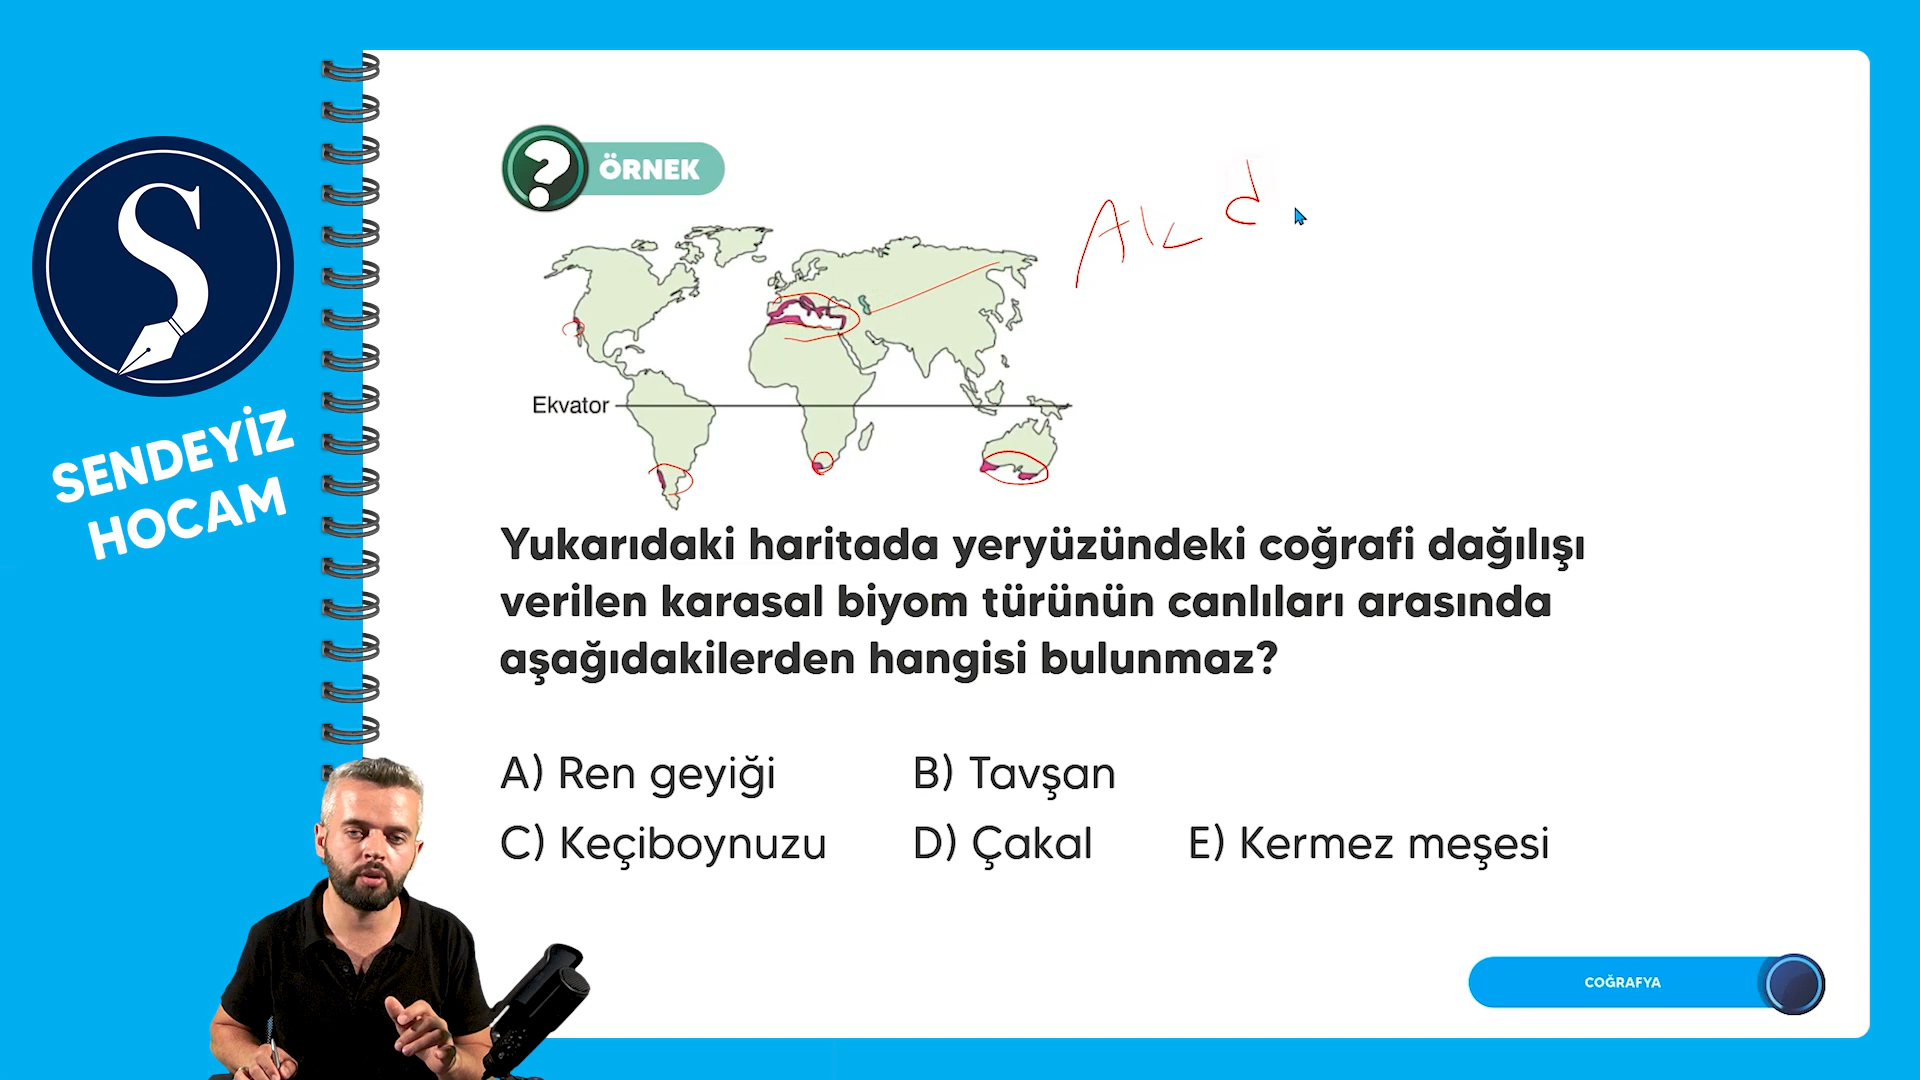 ÖRNEK
Ak d
Ekvator
Yukarıdaki haritada yeryüzündeki coğrafi dağılışı
verilen karasal biyom türünün canlıları arasında
aşağıdakilerden hangisi bulunmaz?
A) Ren geyiği B) Tavşan
C) Keçiboynuzu D) Çakal E) Kermez meşesi
SENDEYİZ
HOCAM
COĞRAFYA